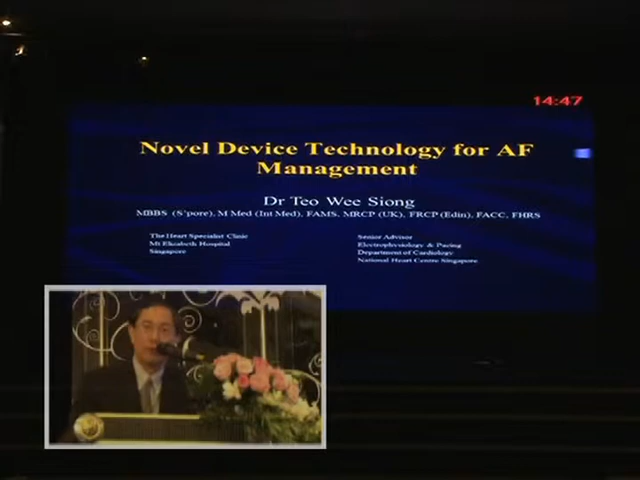 14:47
Novel Device Technology for AF
Management
Dr Teo Wee Siong
MBBS (S'pore), M Med (Int Med), FAMS, MRCP (UK), FRCP (Edin), FACC, FHRS
The Heart Specialist Clinic
Mt Elizabeth Hospital
Singapore
Senior Advisor
Electrophysiology & Pacing
Department of Cardiology
National Heart Centre Singapore